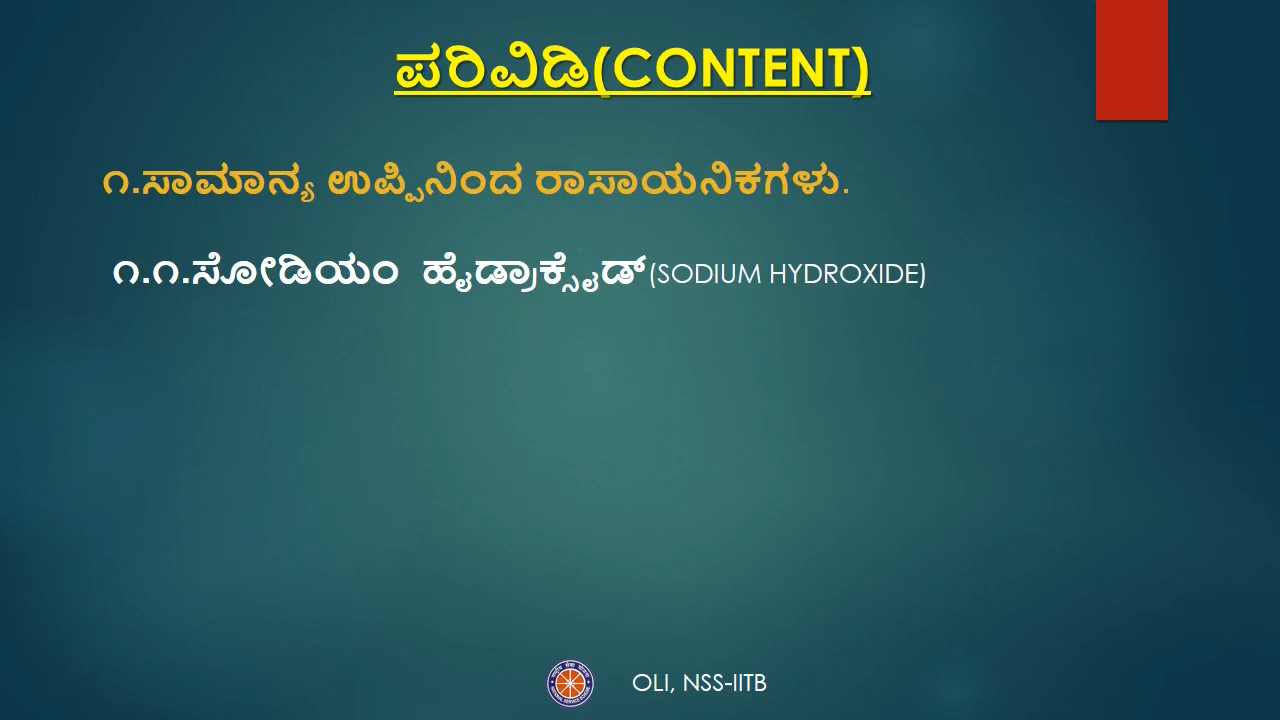 ಪರಿವಿಡಿ(CONTENT)
೧.ಸಾಮಾನ್ಯ ಉಪ್ಪಿನಿಂದ ರಾಸಾಯನಿಕಗಳು.
೧.೧.ಸೋಡಿಯಂ ಹೈಡ್ರಾಕ್ಸೈಡ್(SODIUM HYDROXIDE)
OLI, NSS-IITB